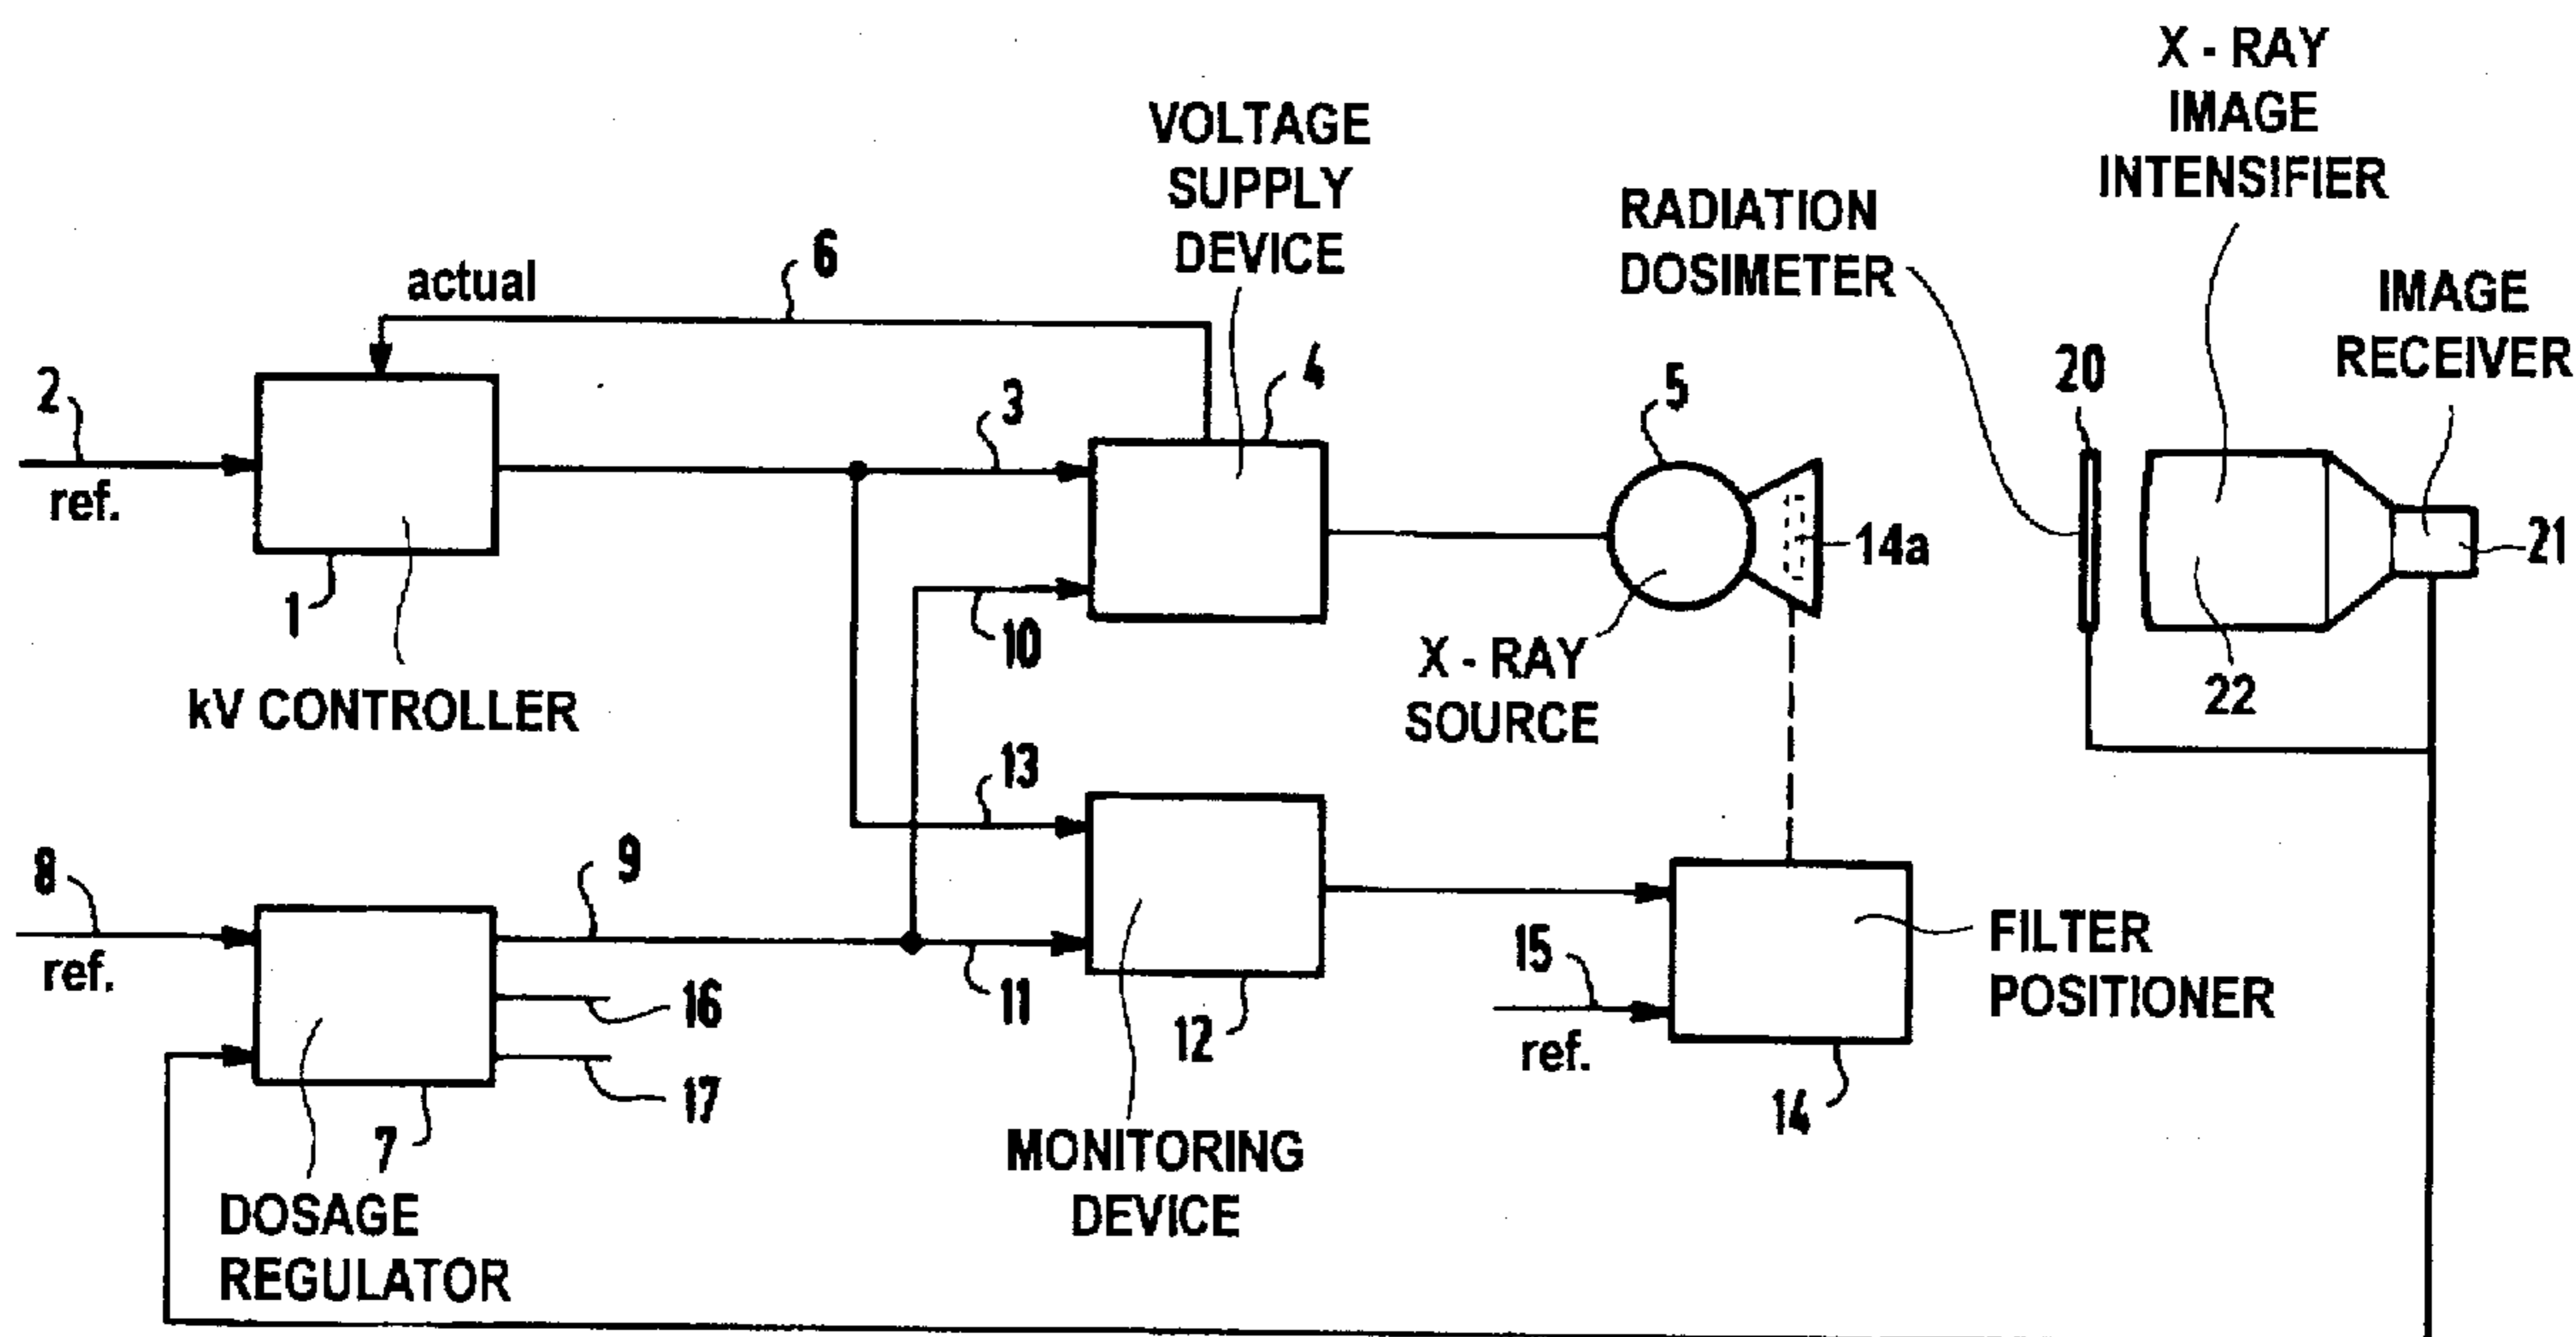 X - RAY
IMAGE
INTENSIFIER
VOLTAGE
SUPPLY
DEVICE
RADIATION
DOSIMETER
IMAGE
RECEIVER
actual
6
2
3
4
5
20
ref.
14a
21
1
10
X - RAY
SOURCE
22
kV CONTROLLER
13
8
9
ref.
16
11
12
15
FILTER
POSITIONER
ref.
17
14
7
MONITORING
DEVICE
DOSAGE
REGULATOR